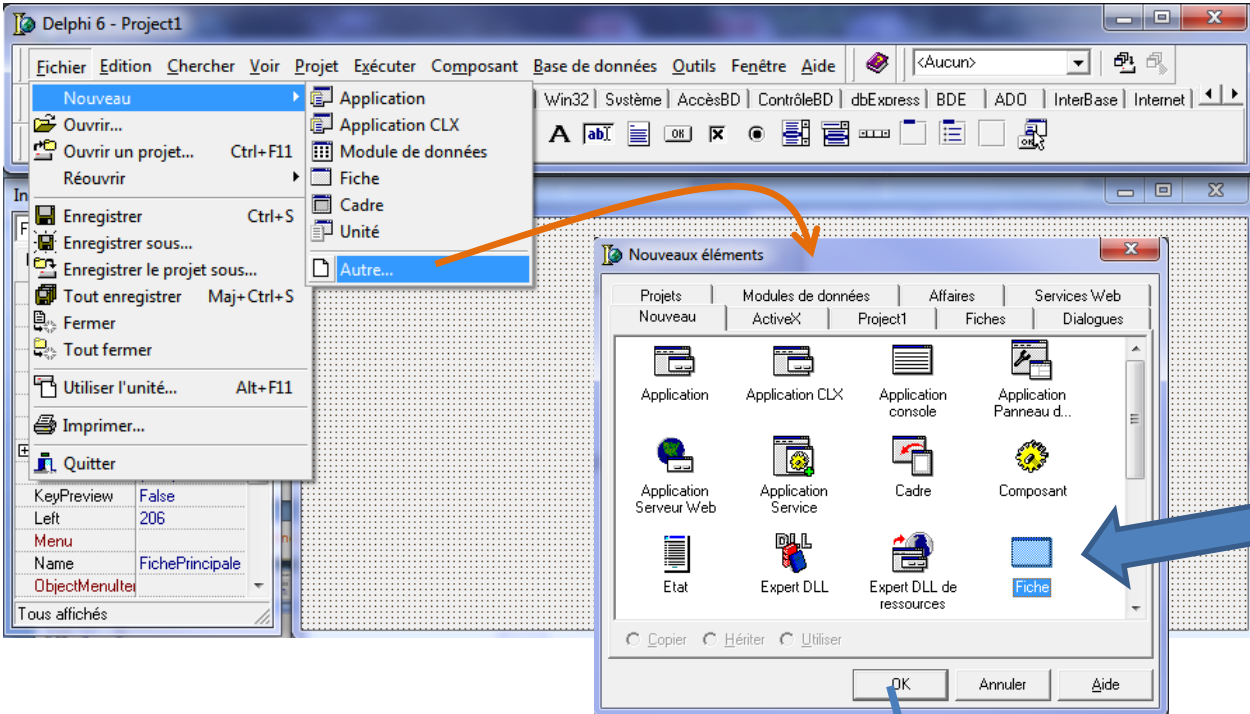 Delphi 6 - Project1
Fichier Edition Chercher Voir Projet Exécuter Composant Base de données Outils Fenêtre Aide <Aucun>
Win32 Système AccèsBD ContrôleBD dbExpress BDE ADO InterBase Internet
Nouveau
Ouvrir...
Ouvrir un projet... Ctrl+F11
Réouvrir
Enregistrer Ctrl+S
Enregistrer sous...
Enregistrer le projet sous...
Tout enregistrer Maj+Ctrl+S
Fermer
Tout fermer
Utiliser l'unité... Alt+F11
Imprimer...
Quitter
Application
Application CLX
Module de données
Fiche
Cadre
Unité
Autre...
KeyPreview False
Left 206
Menu
Name FichePrincipale
ObjectMenuIte
Tous affichés
Nouveaux éléments
Projets Modules de données Affaires Services Web
Nouveau ActiveX Project1 Fiches Dialogues
Application Application CLX Application console Application Panneau d...
Application Serveur Web Application Service Cadre Composant
Etat Expert DLL Expert DLL de ressources Fiche
Copier Hériter Utiliser
OK Annuler Aide